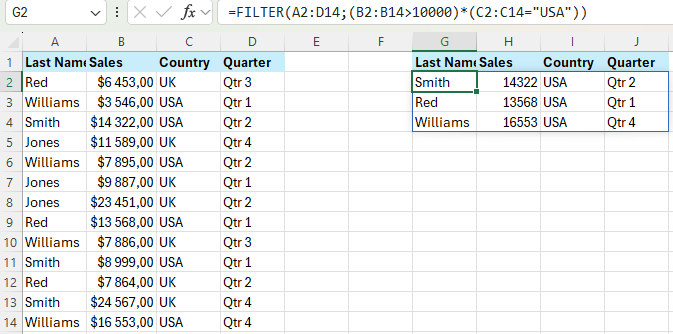 G2 fx =FILTER(A2:D14;(B2:B14>10000)*(C2:C14="USA"))
A B C D E F G H I J
1 Last Name Sales Country Quarter Last Name Sales Country Quarter
2 Red $6 453,00 UK Qtr 3 Smith 14322 USA Qtr 2
3 Williams $3 546,00 USA Qtr 1 Red 13568 USA Qtr 1
4 Smith $14 322,00 USA Qtr 2 Williams 16553 USA Qtr 4
5 Jones $11 589,00 UK Qtr 4
6 Williams $7 895,00 USA Qtr 2
7 Jones $9 887,00 UK Qtr 1
8 Jones $23 451,00 UK Qtr 2
9 Red $13 568,00 USA Qtr 1
10 Williams $7 886,00 UK Qtr 3
11 Smith $8 999,00 USA Qtr 1
12 Red $7 864,00 UK Qtr 2
13 Smith $24 567,00 UK Qtr 4
14 Williams $16 553,00 USA Qtr 4